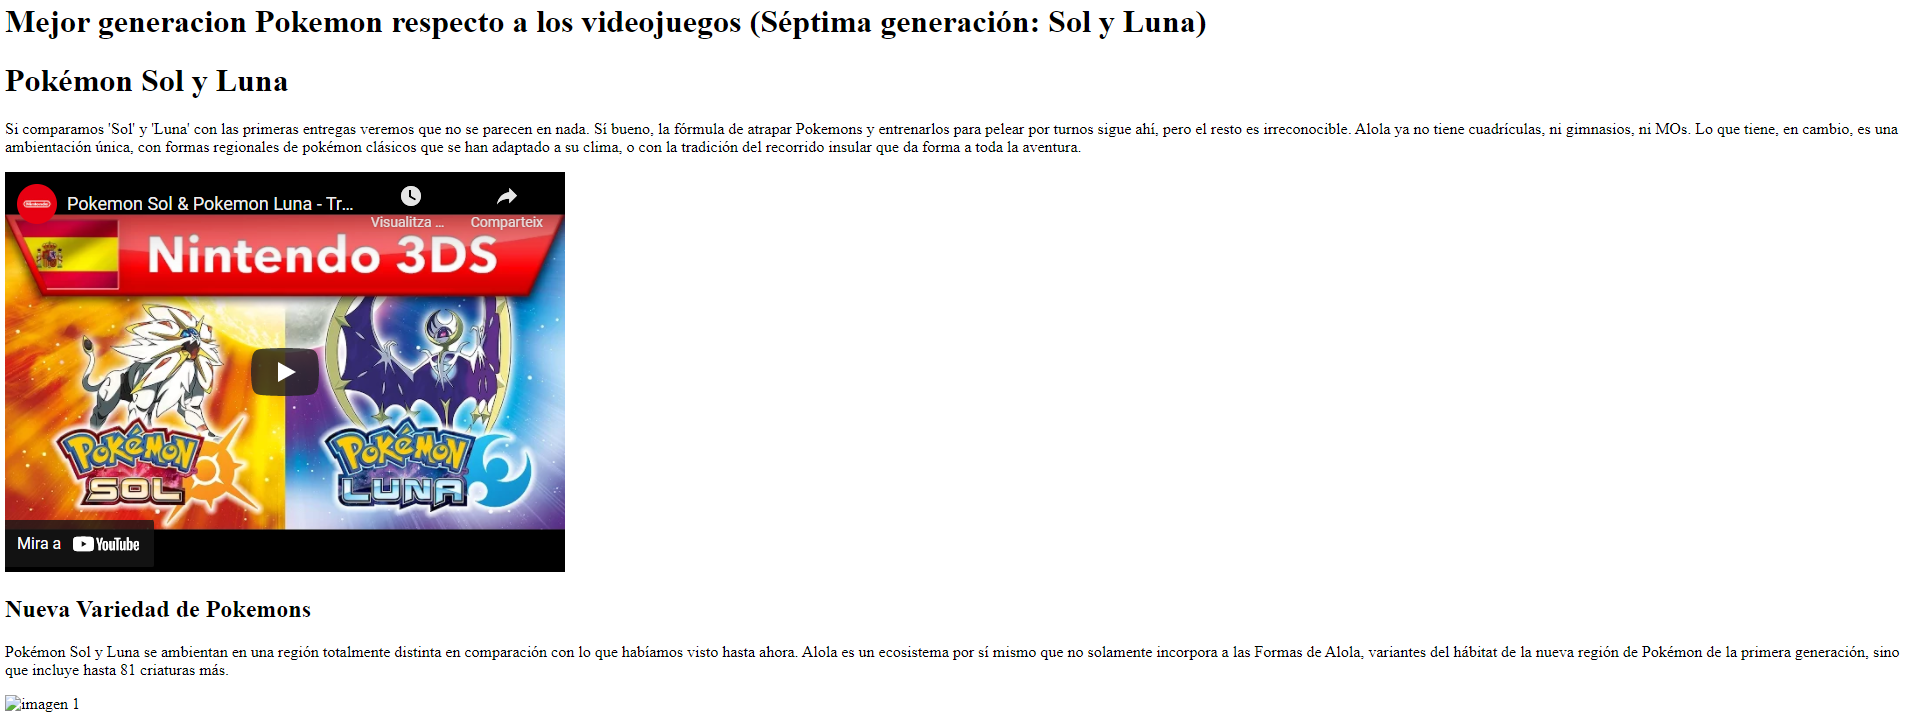 Mejor generacion Pokemon respecto a los videojuegos (Séptima generación: Sol y Luna)
Pokémon Sol y Luna
Si comparamos 'Sol' y 'Luna' con las primeras entregas veremos que no se parecen en nada. Sí bueno, la fórmula de atrapar Pokemons y entrenarlos para pelear por turnos sigue ahí, pero el resto es irreconocible. Alola ya no tiene cuadrículas, ni gimnasios, ni MOs. Lo que tiene, en cambio, es una
ambientación única, con formas regionales de pokémon clásicos que se han adaptado a su clima, o con la tradición del recorrido insular que da forma a toda la aventura.
Nintendo
Pokemon Sol & Pokemon Luna - Tr...
Visualitza ...
Comparteix
Nintendo 3DS
POKÉMON
SOL
POKÉMON
LUNA
Mira a YouTube
Nueva Variedad de Pokemons
Pokémon Sol y Luna se ambientan en una región totalmente distinta en comparación con lo que habíamos visto hasta ahora. Alola es un ecosistema por sí mismo que no solamente incorpora a las Formas de Alola, variantes del hábitat de la nueva región de Pokémon de la primera generación, sino
que incluye hasta 81 criaturas más.
imagen 1